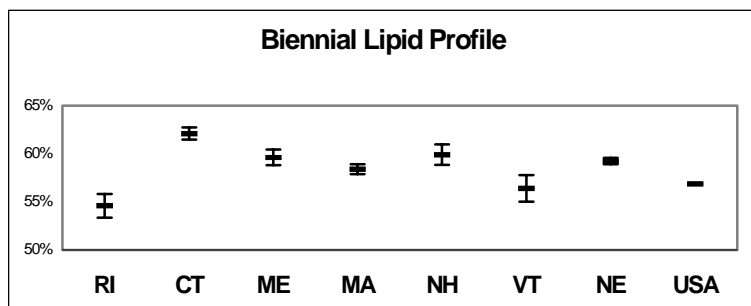 Biennial Lipid Profile
65%
60%
55%
50%
RI CT ME MA NH VT NE USA